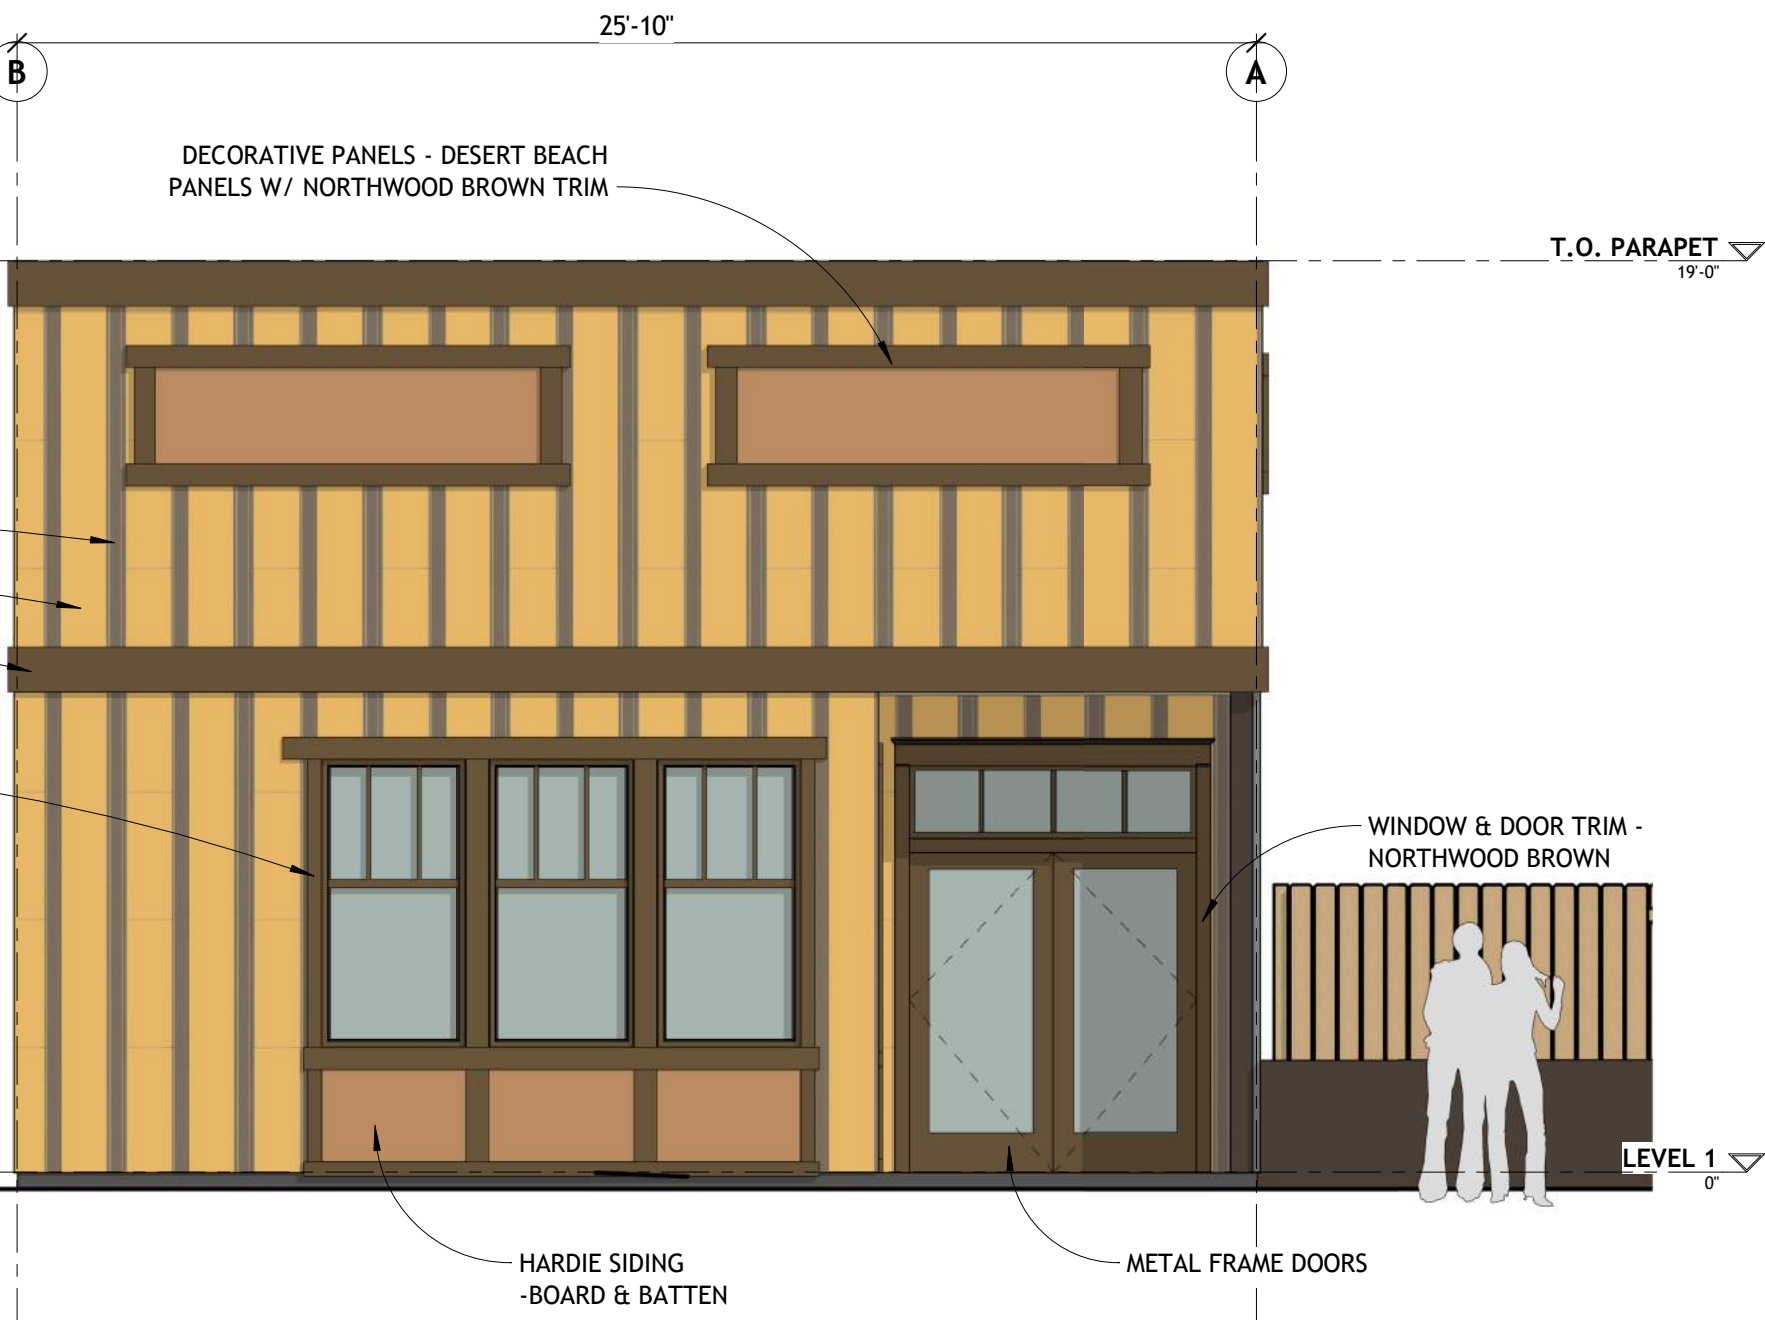 25'-10"
B
A
DECORATIVE PANELS - DESERT BEACH
PANELS W/ NORTHWOOD BROWN TRIM
T.O. PARAPET
19'-0"
WINDOW & DOOR TRIM -
NORTHWOOD BROWN
LEVEL 1
0"
HARDIE SIDING
-BOARD & BATTEN
METAL FRAME DOORS